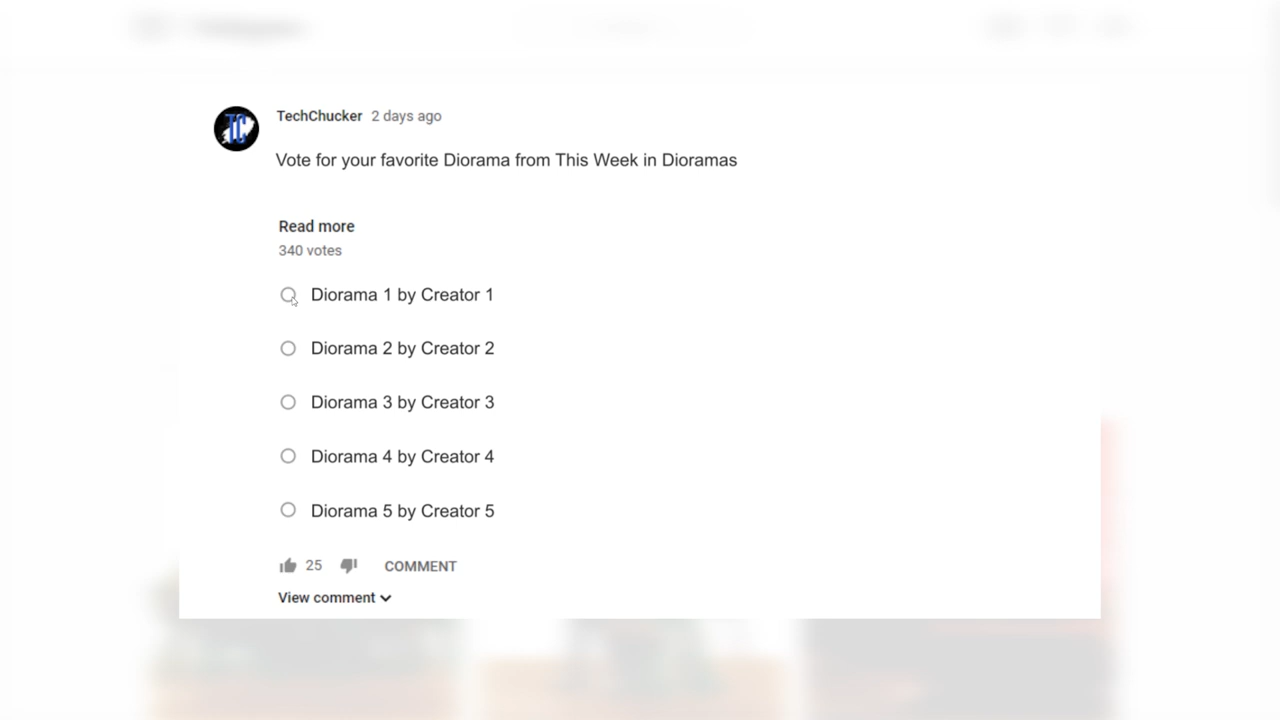 TC
TechChucker 2 days ago
Vote for your favorite Diorama from This Week in Dioramas
Read more
340 votes
Diorama 1 by Creator 1
Diorama 2 by Creator 2
Diorama 3 by Creator 3
Diorama 4 by Creator 4
Diorama 5 by Creator 5
25 COMMENT
View comment